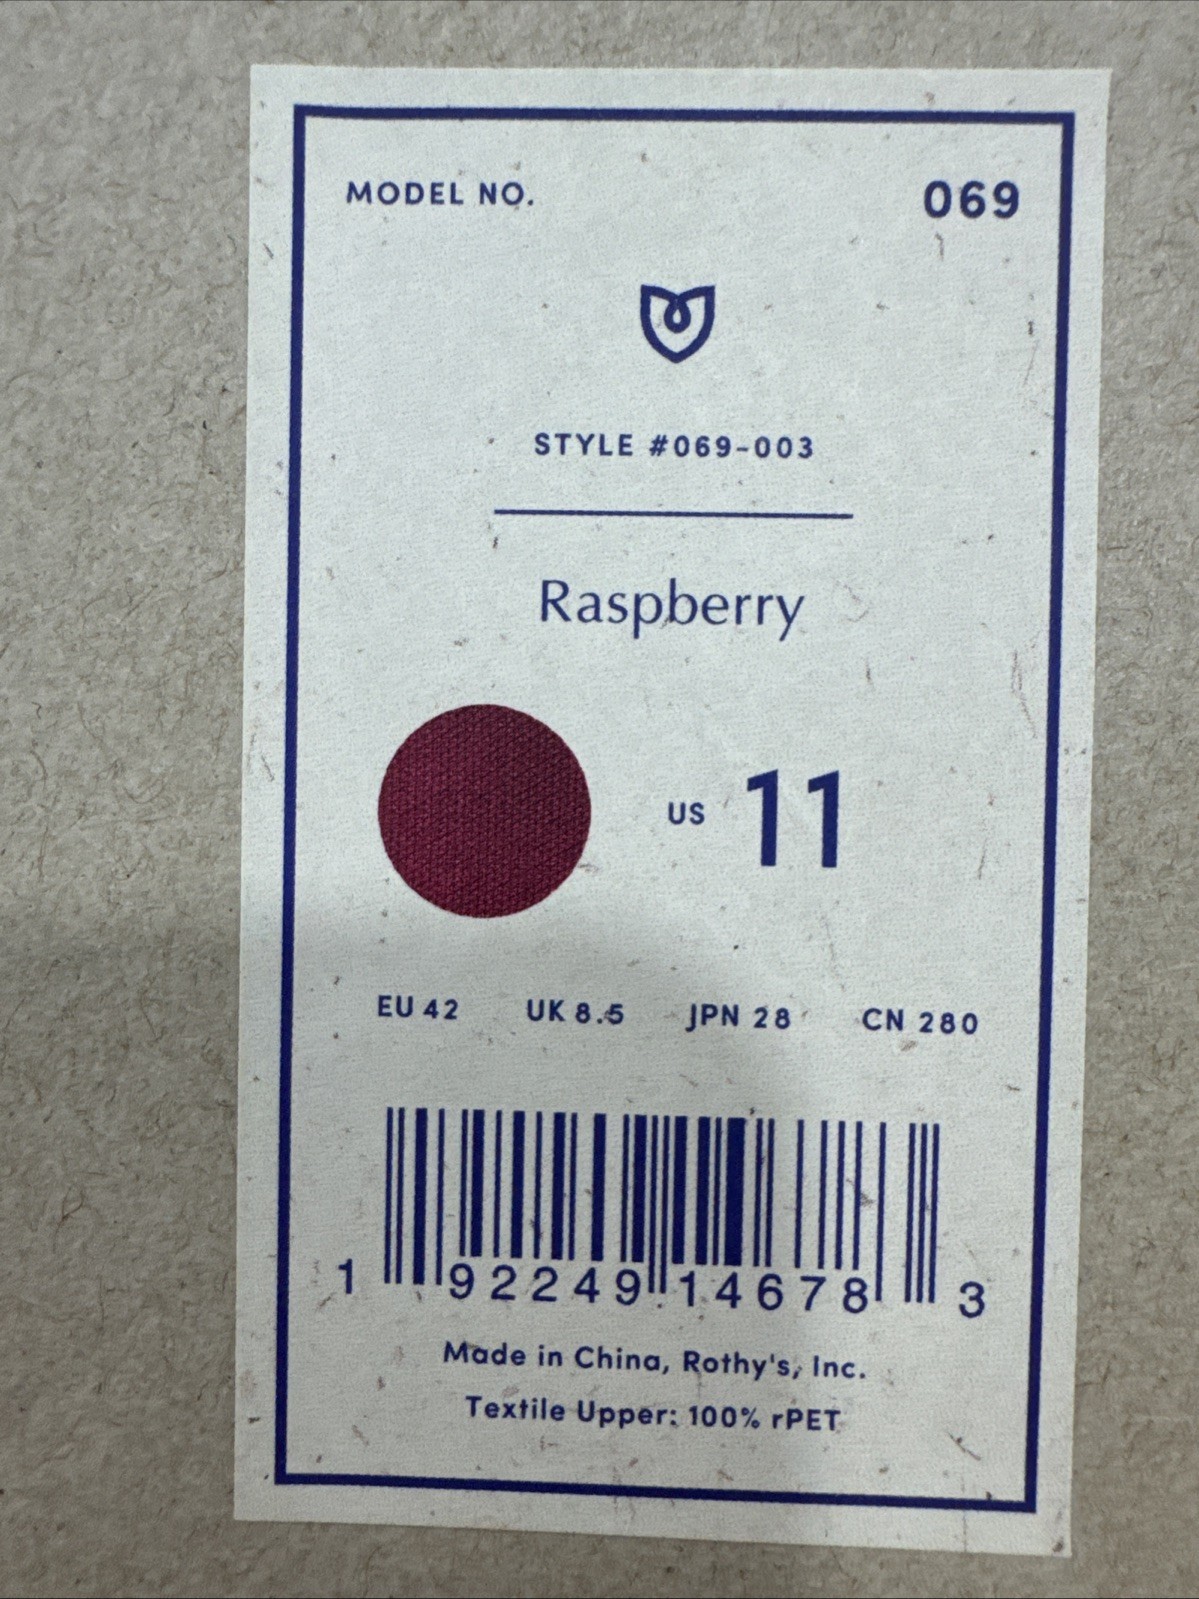 MODEL NO. 069
STYLE #069-003
Raspberry
US 11
EU 42 UK 8.5 JPN 28 CN 280
1 92249 14678 3
Made in China, Rothy's, Inc.
Textile Upper: 100% rPET